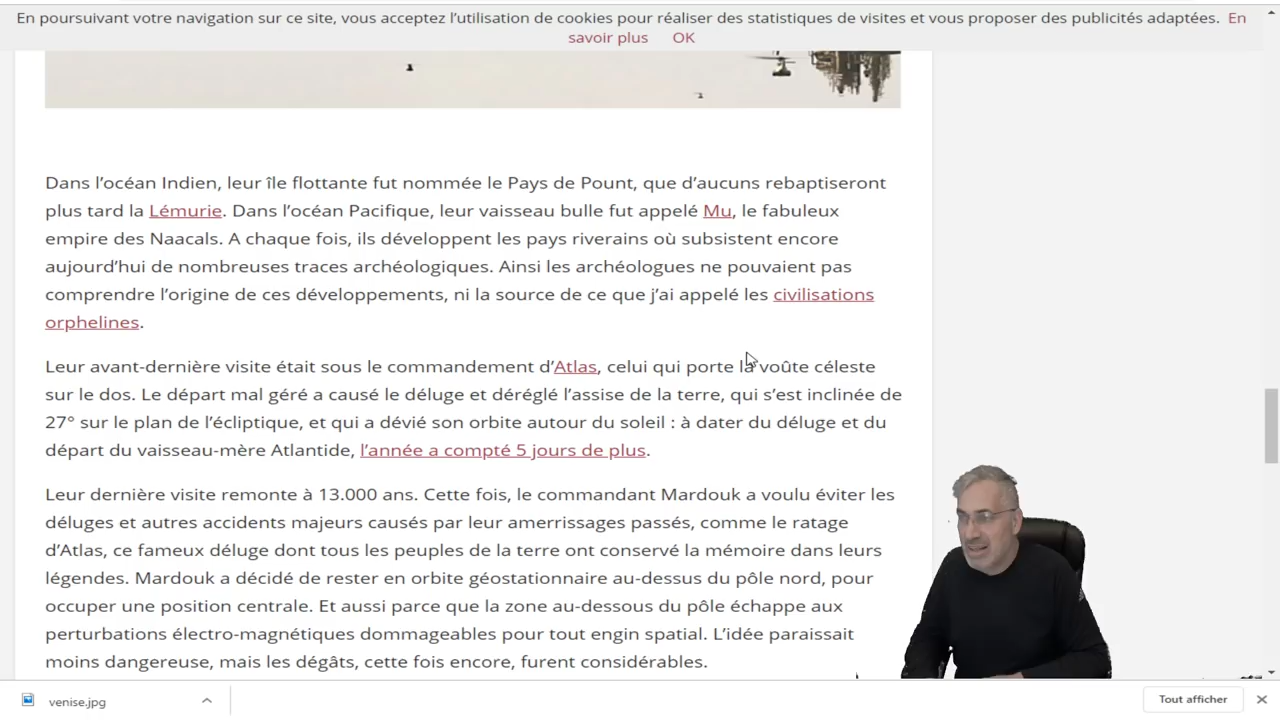 En poursuivant votre navigation sur ce site, vous acceptez l’utilisation de cookies pour réaliser des statistiques de visites et vous proposer des publicités adaptées. En
savoir plus OK
Dans l’océan Indien, leur île flottante fut nommée le Pays de Pount, que d’aucuns rebaptiseront
plus tard la Lémurie. Dans l’océan Pacifique, leur vaisseau bulle fut appelé Mu, le fabuleux
empire des Naacals. A chaque fois, ils développent les pays riverains où subsistent encore
aujourd’hui de nombreuses traces archéologiques. Ainsi les archéologues ne pouvaient pas
comprendre l’origine de ces développements, ni la source de ce que j’ai appelé les civilisations
orphelines.
Leur avant-dernière visite était sous le commandement d’Atlas, celui qui porte la voûte céleste
sur le dos. Le départ mal géré a causé le déluge et déréglé l’assise de la terre, qui s’est inclinée de
27° sur le plan de l’écliptique, et qui a dévié son orbite autour du soleil : à dater du déluge et du
départ du vaisseau-mère Atlantide, l’année a compté 5 jours de plus.
Leur dernière visite remonte à 13.000 ans. Cette fois, le commandant Mardouk a voulu éviter les
déluges et autres accidents majeurs causés par leur amerrissages passés, comme le ratage
d’Atlas, ce fameux déluge dont tous les peuples de la terre ont conservé la mémoire dans leurs
légendes. Mardouk a décidé de rester en orbite géostationnaire au-dessus du pôle nord, pour
occuper une position centrale. Et aussi parce que la zone au-dessous du pôle échappe aux
perturbations électro-magnétiques dommageables pour tout engin spatial. L’idée paraissait
moins dangereuse, mais les dégâts, cette fois encore, furent considérables.
venise.jpg
Tout afficher